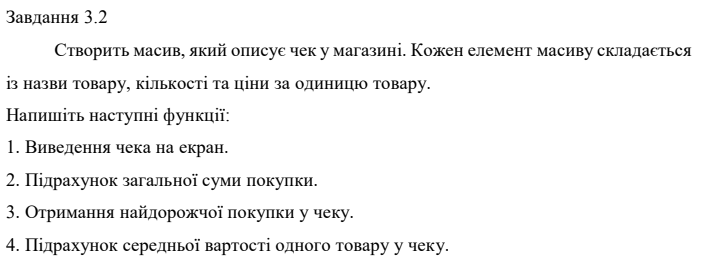 Завдання 3.2
Створить масив, який описує чек у магазині. Кожен елемент масиву складається
із назви товару, кількості та ціни за одиницю товару.
Напишіть наступні функції:
1. Виведення чека на екран.
2. Підрахунок загальної суми покупки.
3. Отримання найдорожчої покупки у чеку.
4. Підрахунок середньої вартості одного товару у чеку.